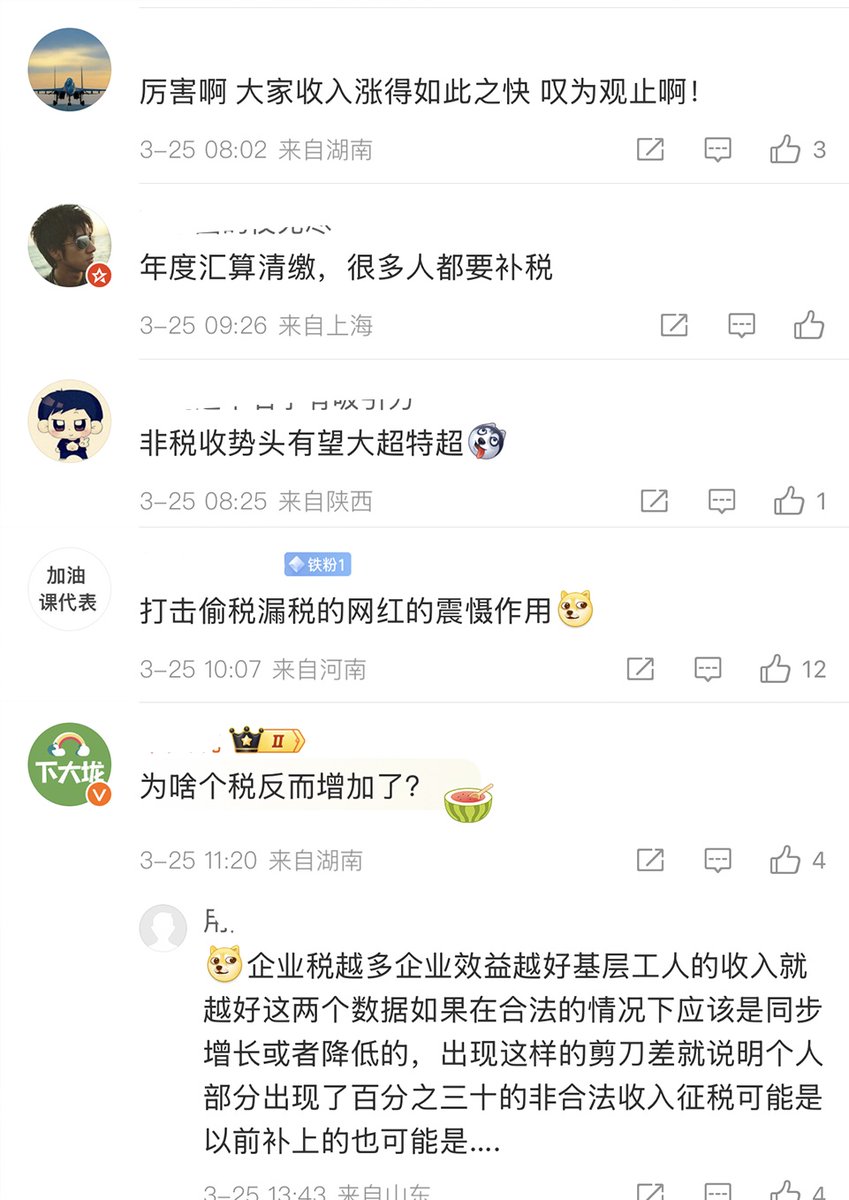 厉害啊 大家收入涨得如此之快 叹为观止啊！
3-25 08:02 来自湖南
3
年度汇算清缴，很多人都要补税
3-25 09:26 来自上海
非税收势头有望大超特超
3-25 08:25 来自陕西
1
加油
课代表
铁粉1
打击偷税漏税的网红的震慑作用
3-25 10:07 来自河南
12
下大垅
II
为啥个税反而增加了？
3-25 11:20 来自湖南
4
企业税越多企业效益越好基层工人的收入就
越好这两个数据如果在合法的情况下应该是同步
增长或者降低的，出现这样的剪刀差就说明个人
部分出现了百分之三十的非合法收入征税可能是
以前补上的也可能是....
3-25 13:43 来自山东
4